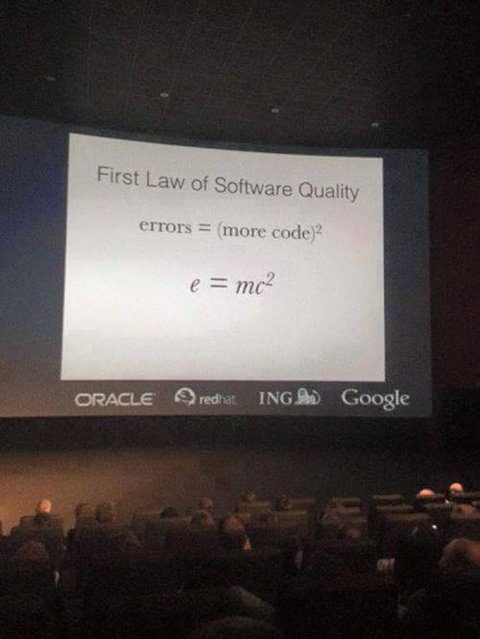 First Law of Software Quality
errors = (more code)²
e = mc²
ORACLE redhat. ING Google